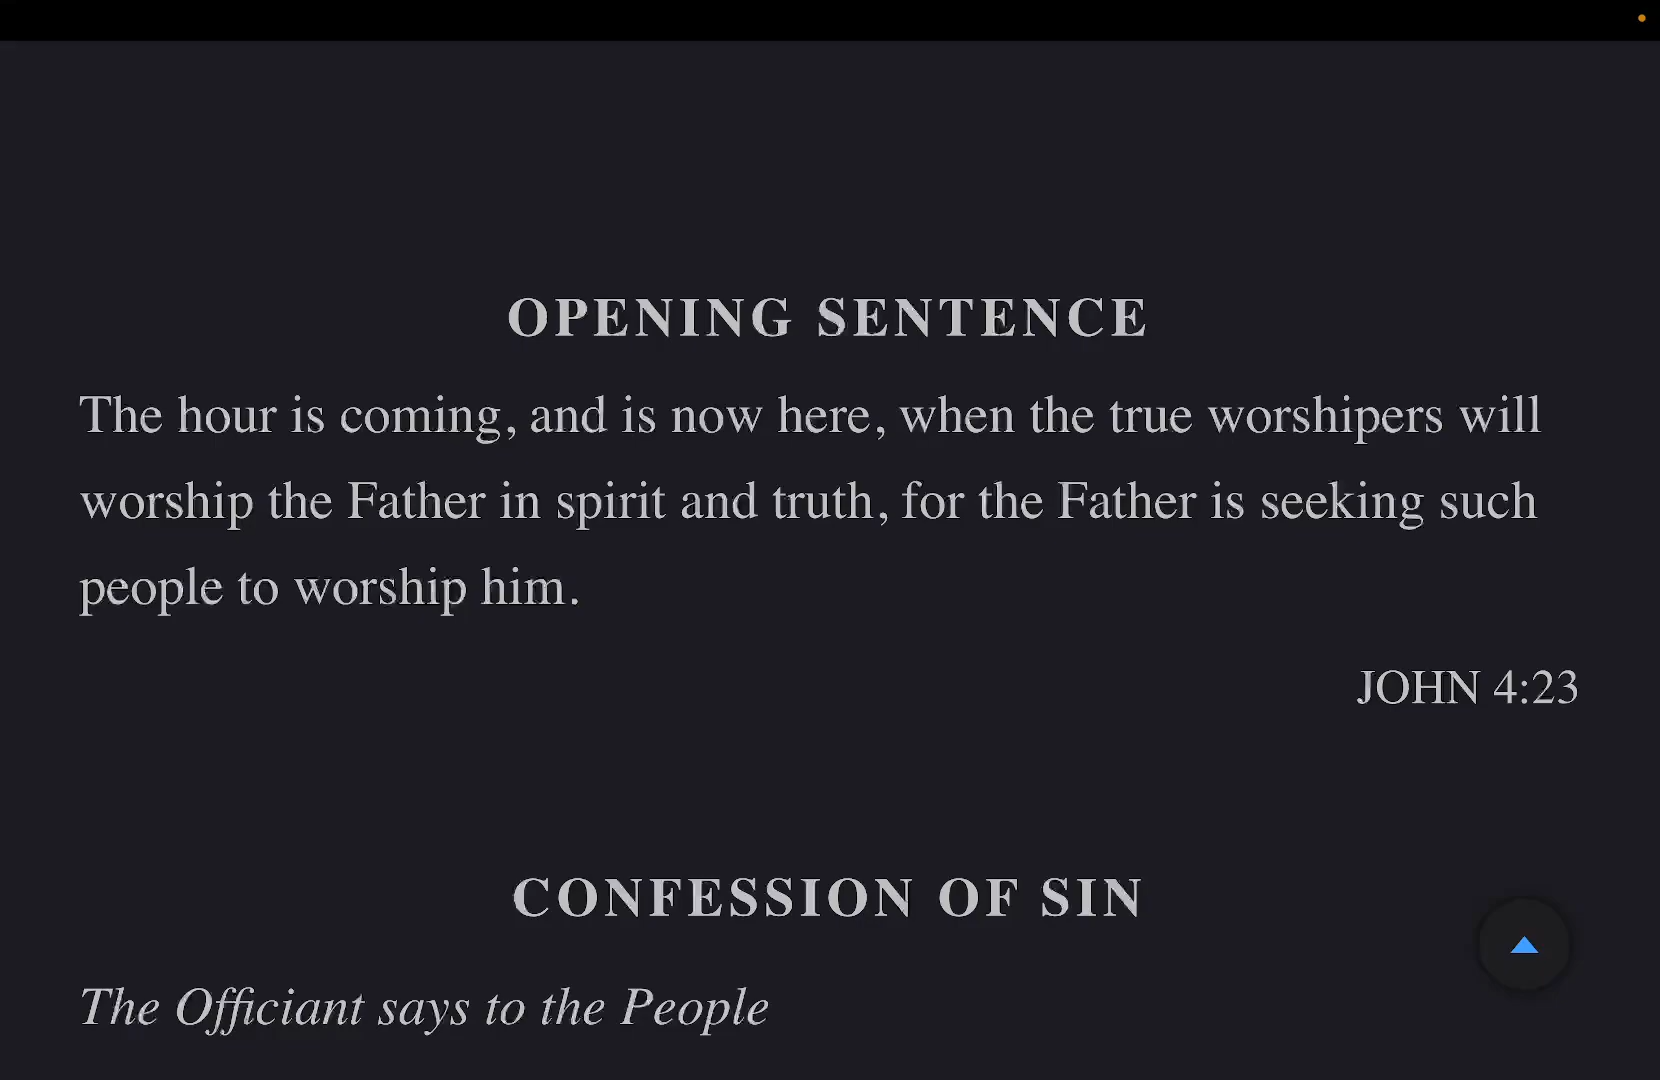 OPENING SENTENCE
The hour is coming, and is now here, when the true worshipers will
worship the Father in spirit and truth, for the Father is seeking such
people to worship him.
JOHN 4:23
CONFESSION OF SIN
The Officiant says to the People